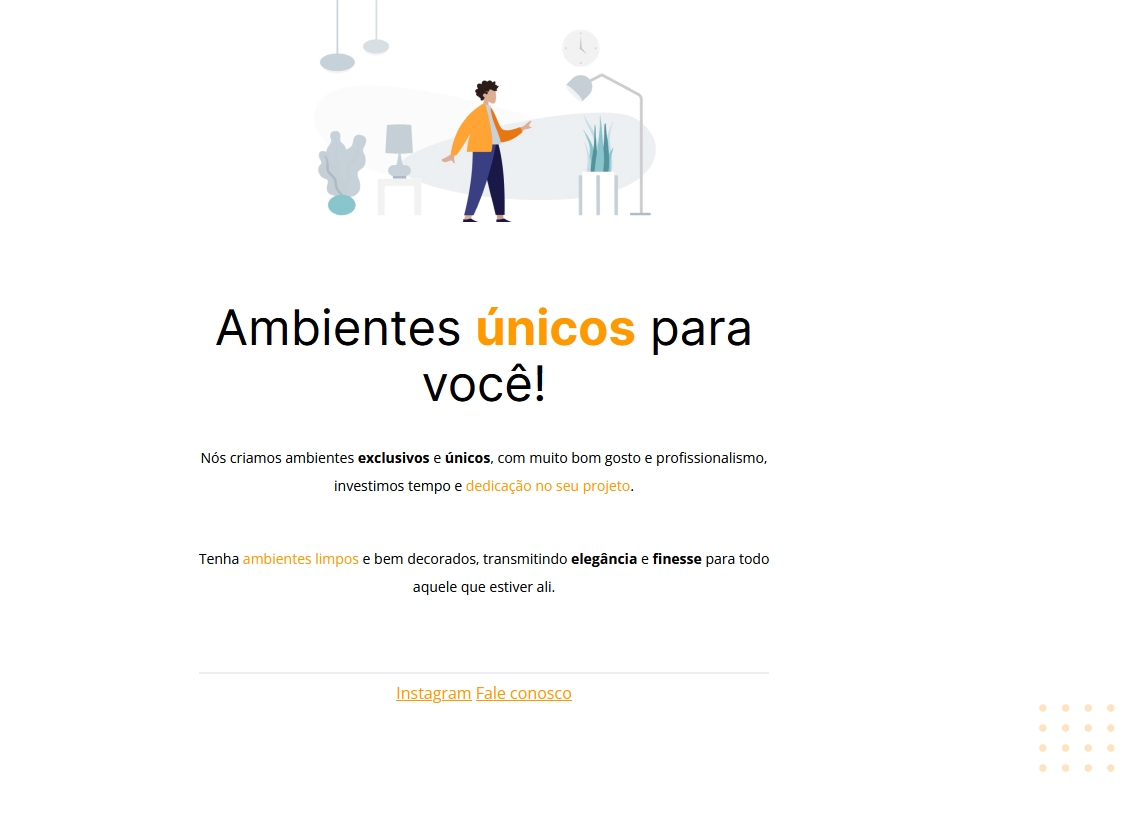 Ambientes únicos para
você!
Nós criamos ambientes exclusivos e únicos, com muito bom gosto e profissionalismo,
investimos tempo e dedicação no seu projeto.
Tenha ambientes limpos e bem decorados, transmitindo elegância e finesse para todo
aquele que estiver ali.
Instagram Fale conosco